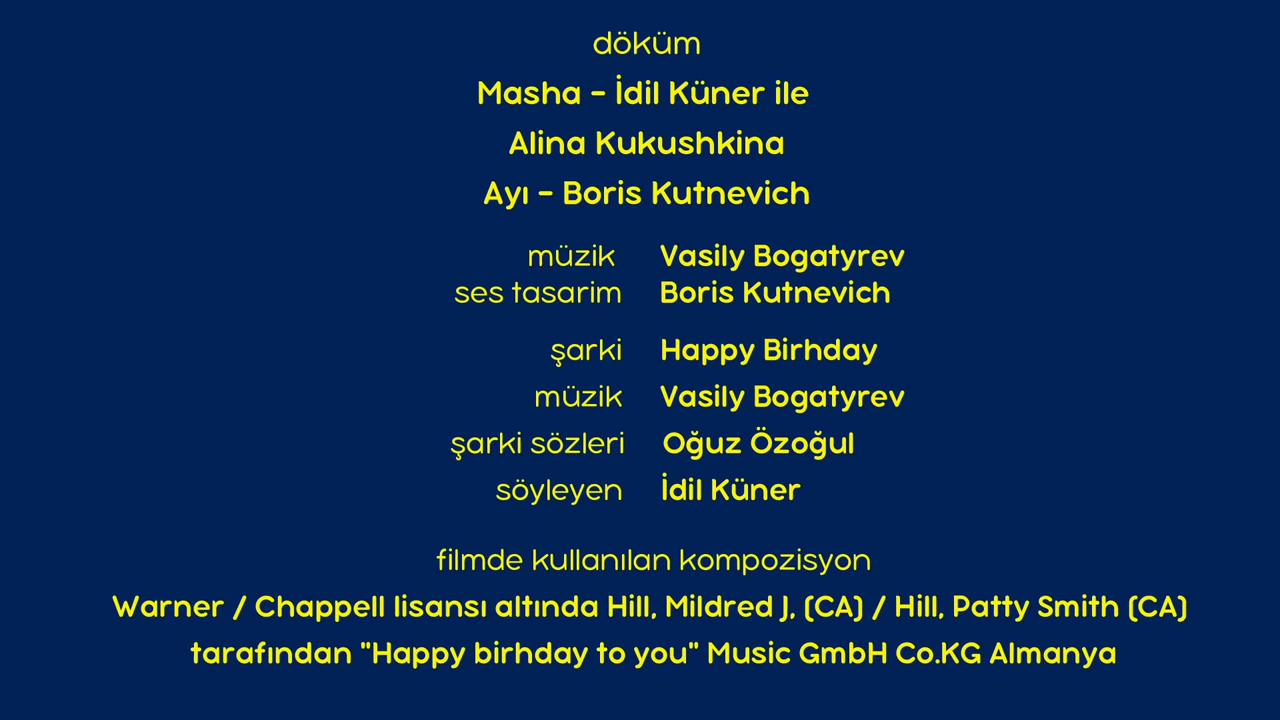 döküm
Masha - İdil Küner ile
Alina Kukushkina
Ayı - Boris Kutnevich
müzik Vasily Bogatyrev
ses tasarim Boris Kutnevich
şarki Happy Birhday
müzik Vasily Bogatyrev
şarki sözleri Oğuz Özoğul
söyleyen İdil Küner
filmde kullanılan kompozisyon
Warner / Chappell lisansı altında Hill, Mildred J, (CA) / Hill, Patty Smith (CA)
tarafından "Happy birhday to you" Music GmbH Co.KG Almanya